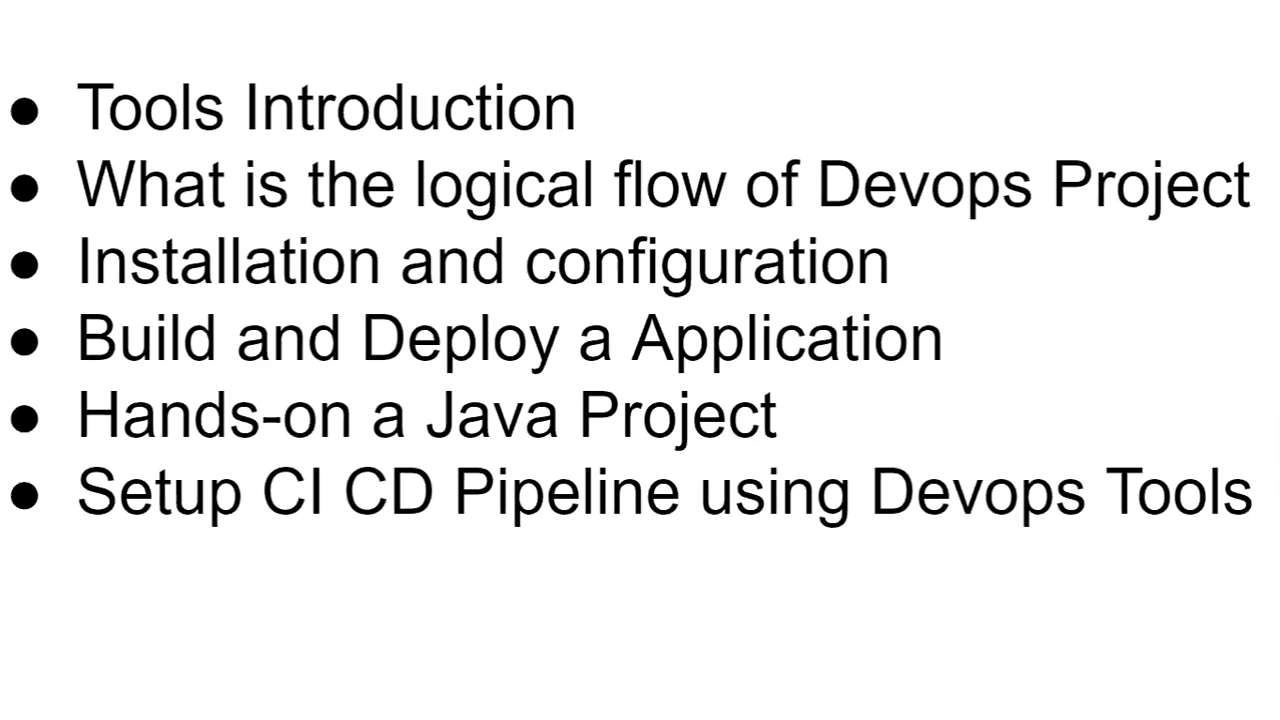 ● Tools Introduction
● What is the logical flow of Devops Project
● Installation and configuration
● Build and Deploy a Application
● Hands-on a Java Project
● Setup CI CD Pipeline using Devops Tools